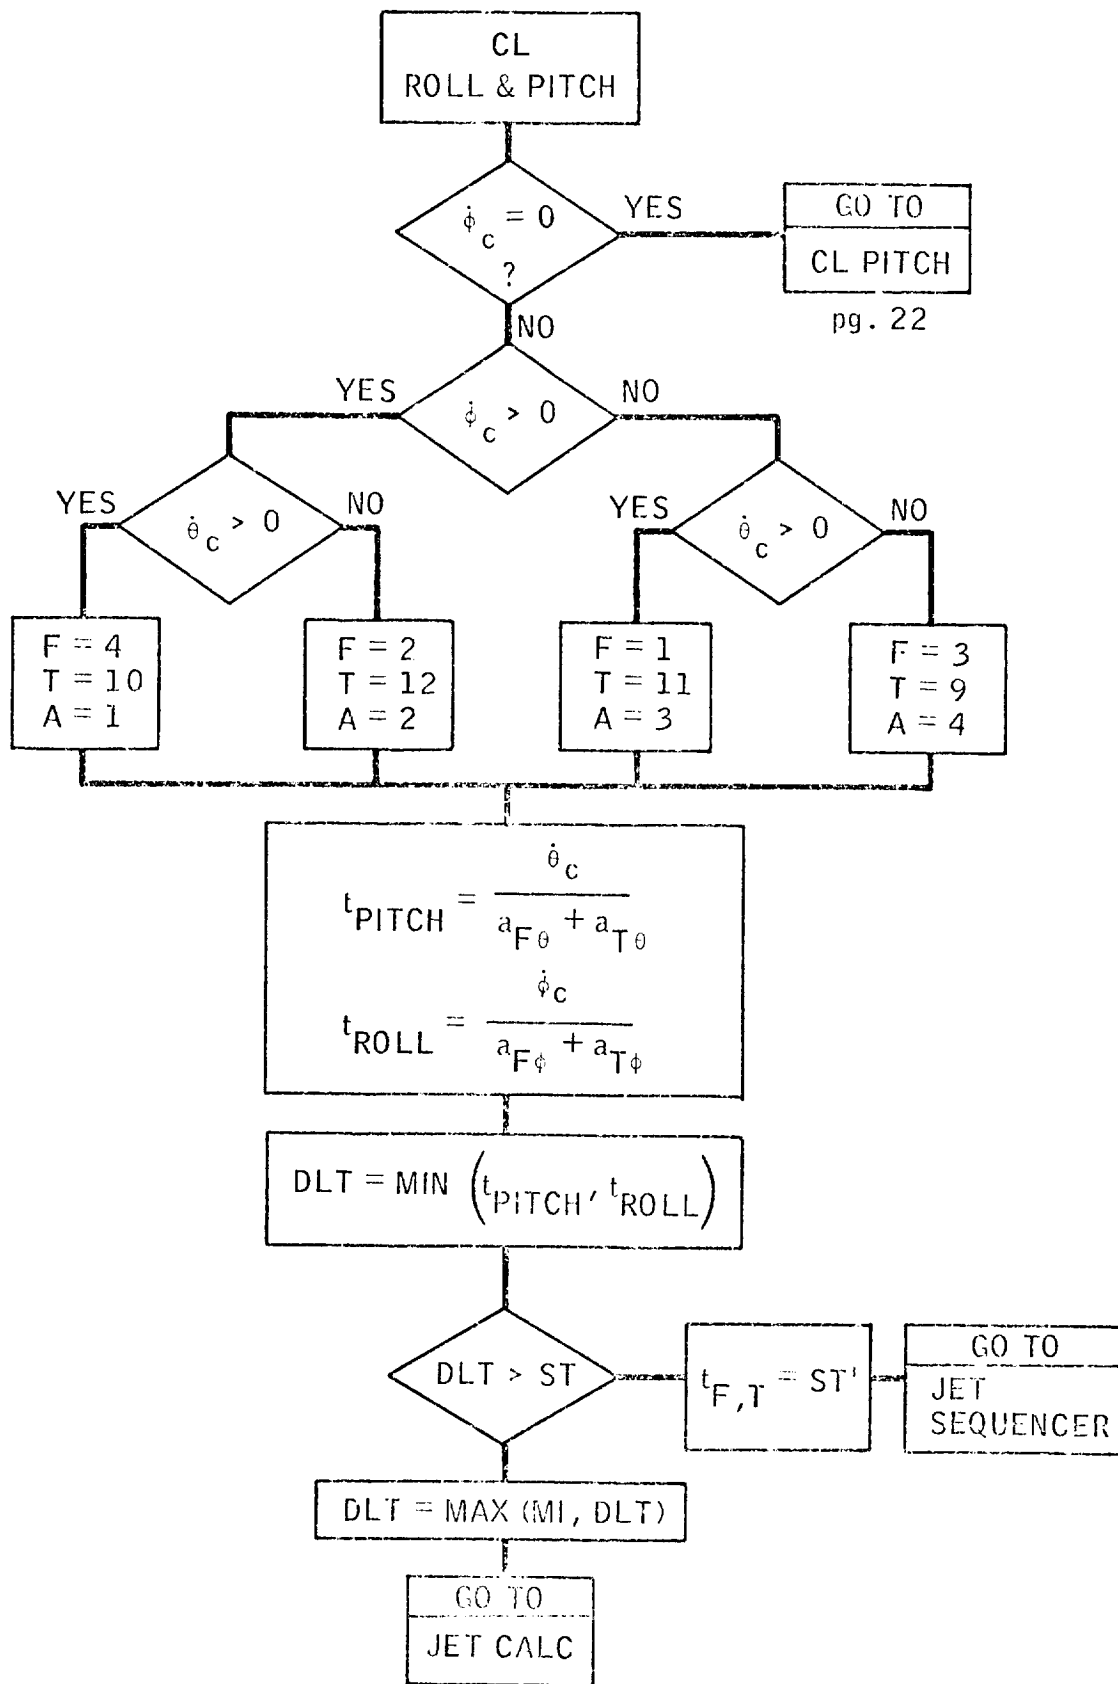 CL
ROLL & PITCH
φ̇c = 0
?
YES
GO TO
CL PITCH
pg. 22
NO
YES
φ̇c > 0
NO
YES
θ̇c > 0
NO
YES
θ̇c > 0
NO
F = 4
T = 10
A = 1
F = 2
T = 12
A = 2
F = 1
T = 11
A = 3
F = 3
T = 9
A = 4
tPITCH = θ̇c / (aFθ + aTθ)
tROLL = φ̇c / (aFφ + aTφ)
DLT = MIN (tPITCH, tROLL)
DLT > ST
tF,T = ST'
GO TO
JET
SEQUENCER
DLT = MAX (MI, DLT)
GO TO
JET CALC